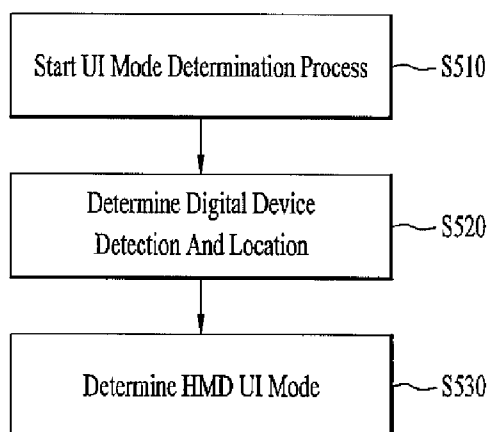 Start UI Mode Determination Process
S510
Determine Digital Device
Detection And Location
S520
Determine HMD UI Mode
S530